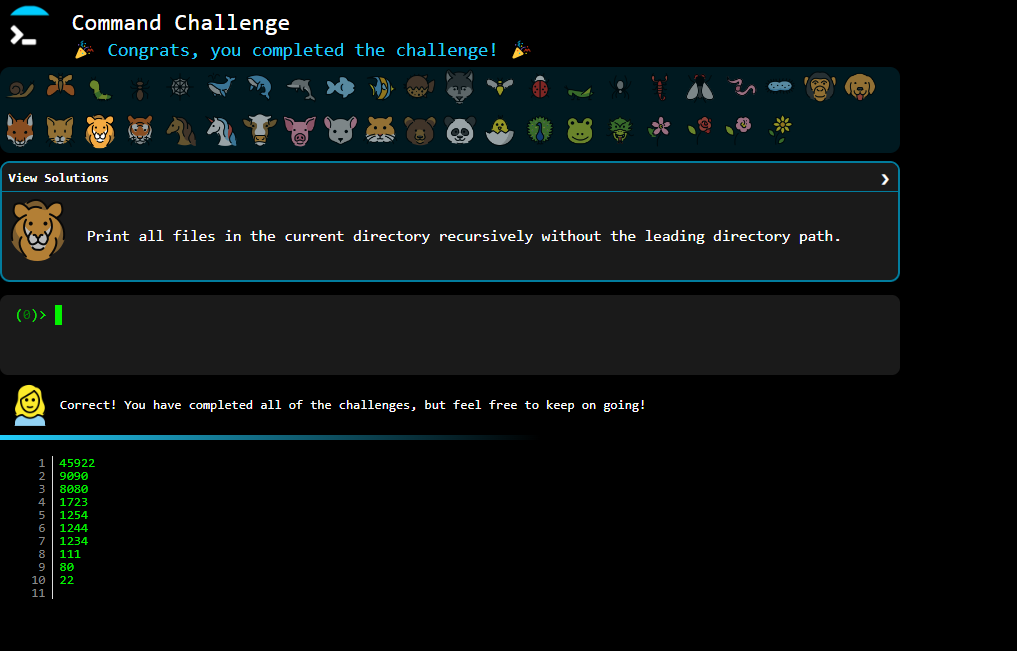 Command Challenge
🎉 Congrats, you completed the challenge! 🎉
View Solutions ❯
Print all files in the current directory recursively without the leading directory path.
(0)>
Correct! You have completed all of the challenges, but feel free to keep on going!
1 45922
2 9090
3 8080
4 1723
5 1254
6 1244
7 1234
8 111
9 80
10 22
11